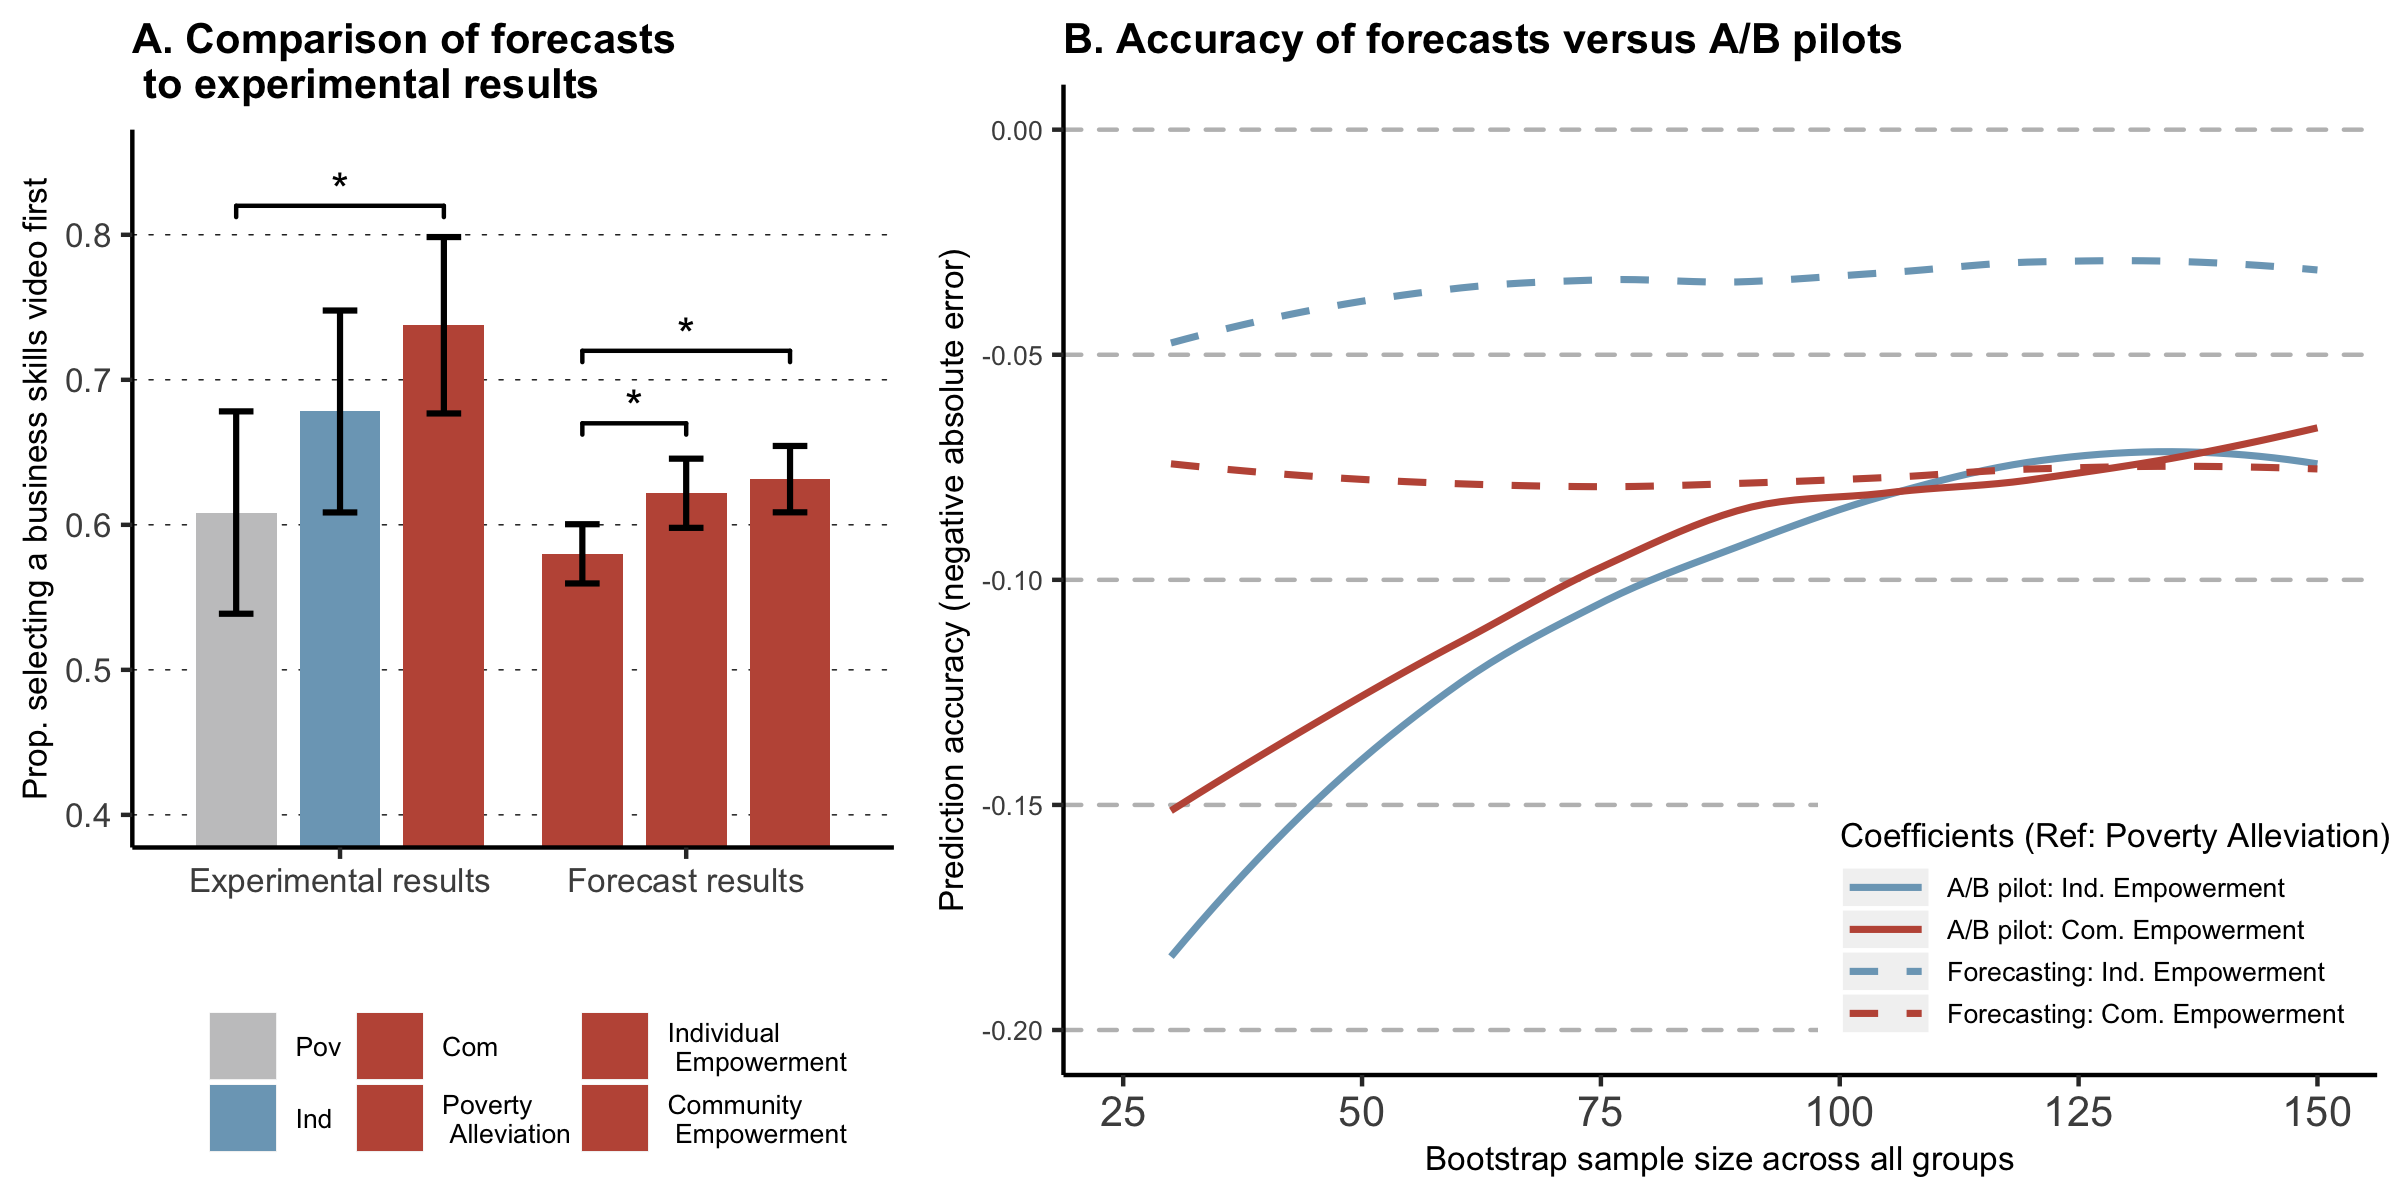 A. Comparison of forecasts
to experimental results
Prop. selecting a business skills video first
0.8
0.7
0.6
0.5
0.4
*
*
*
Experimental results
Forecast results
Pov
Ind
Com
Poverty
Alleviation
Individual
Empowerment
Community
Empowerment
B. Accuracy of forecasts versus A/B pilots
Prediction accuracy (negative absolute error)
0.00
-0.05
-0.10
-0.15
-0.20
Coefficients (Ref: Poverty Alleviation)
A/B pilot: Ind. Empowerment
A/B pilot: Com. Empowerment
Forecasting: Ind. Empowerment
Forecasting: Com. Empowerment
25
50
75
100
125
150
Bootstrap sample size across all groups